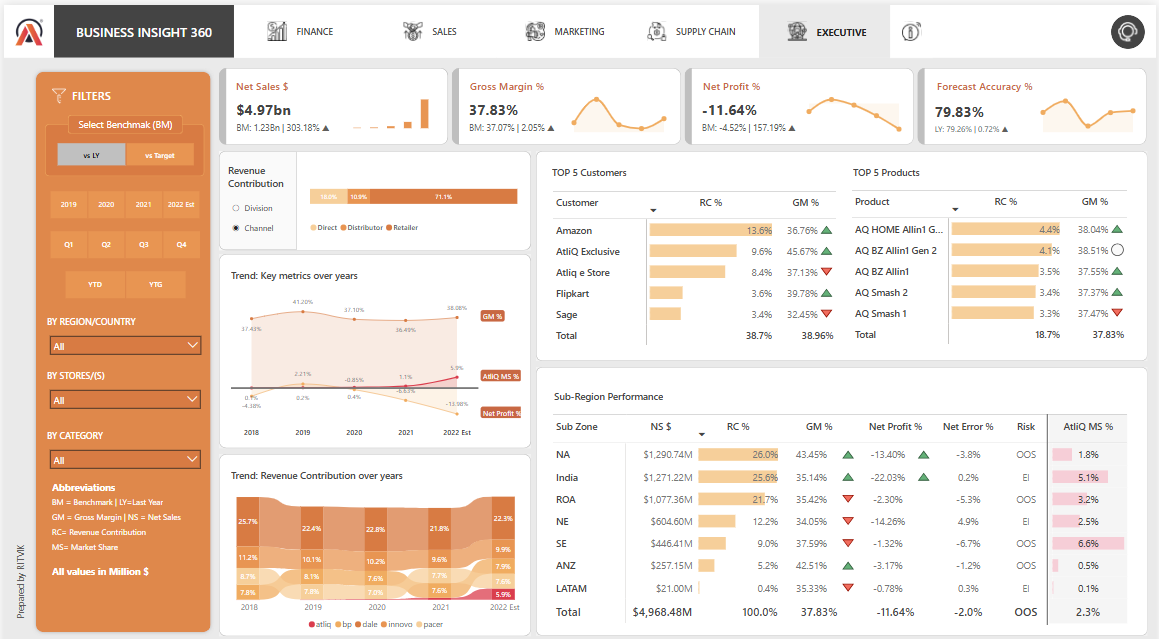 BUSINESS INSIGHT 360
FINANCE
SALES
MARKETING
SUPPLY CHAIN
EXECUTIVE
FILTERS
Select Benchmak (BM)
vs LY
vs Target
2019 2020 2021 2022 Est
Q1 Q2 Q3 Q4
YTD YTG
BY REGION/COUNTRY
All
BY STORES/(S)
All
BY CATEGORY
All
Abbreviations
BM = Benchmark | LY=Last Year
GM = Gross Margin | NS = Net Sales
RC= Revenue Contribution
MS= Market Share
All values in Million $
Prepared by RITVIK
Net Sales $
$4.97bn
BM: 1.23Bn | 303.18% ▲
Gross Margin %
37.83%
BM: 37.07% | 2.05% ▲
Net Profit %
-11.64%
BM: -4.52% | 157.19% ▲
Forecast Accuracy %
79.83%
LY: 79.26% | 0.72% ▲
Revenue
Contribution
Division
Channel
10.9% 71.1%
Direct Distributor Retailer
Trend: Key metrics over years
37.43% 41.20% 37.10% 36.49% 38.08%
GM %
0.1% 2.21% -0.85% 1.1% 5.9%
AtliQ MS %
-4.38% 0.2% 0.4% -6.63% -13.98%
Net Profit %
2018 2019 2020 2021 2022 Est
Trend: Revenue Contribution over years
25.7% 22.4% 22.8% 21.8% 22.3%
11.2% 10.1% 10.2% 9.6% 9.9%
8.7% 8.1% 7.6% 7.7% 7.9%
7.8% 7.8% 7.0% 7.6% 7.6%
5.9%
2018 2019 2020 2021 2022 Est
atliq bp dale innovo pacer
TOP 5 Customers
Customer RC % GM %
Amazon 13.6% 36.76%
AtliQ Exclusive 9.6% 45.67%
Atliq e Store 8.4% 37.13%
Flipkart 3.6% 39.78%
Sage 3.4% 32.45%
Total 38.7% 38.96%
TOP 5 Products
Product RC % GM %
AQ HOME Allin1 G... 4.4% 38.04%
AQ BZ Allin1 Gen 2 4.1% 38.51%
AQ BZ Allin1 3.5% 37.55%
AQ Smash 2 3.4% 37.37%
AQ Smash 1 3.3% 37.47%
Total 18.7% 37.83%
Sub-Region Performance
Sub Zone NS $ RC % GM % Net Profit % Net Error % Risk AtliQ MS %
NA $1,290.74M 26.0% 43.45% -13.40% -3.8% OOS 1.8%
India $1,271.22M 25.6% 35.14% -22.03% 0.2% EI 5.1%
ROA $1,077.36M 21.7% 35.42% -2.30% -5.3% OOS 3.2%
NE $604.60M 12.2% 34.05% -14.26% 4.9% EI 2.5%
SE $446.41M 9.0% 37.59% -1.32% -6.7% OOS 6.6%
ANZ $257.15M 5.2% 42.51% -3.17% -1.2% OOS 0.5%
LATAM $21.00M 0.4% 35.33% -0.78% 0.3% EI 0.1%
Total $4,968.48M 100.0% 37.83% -11.64% -2.0% OOS 2.3%